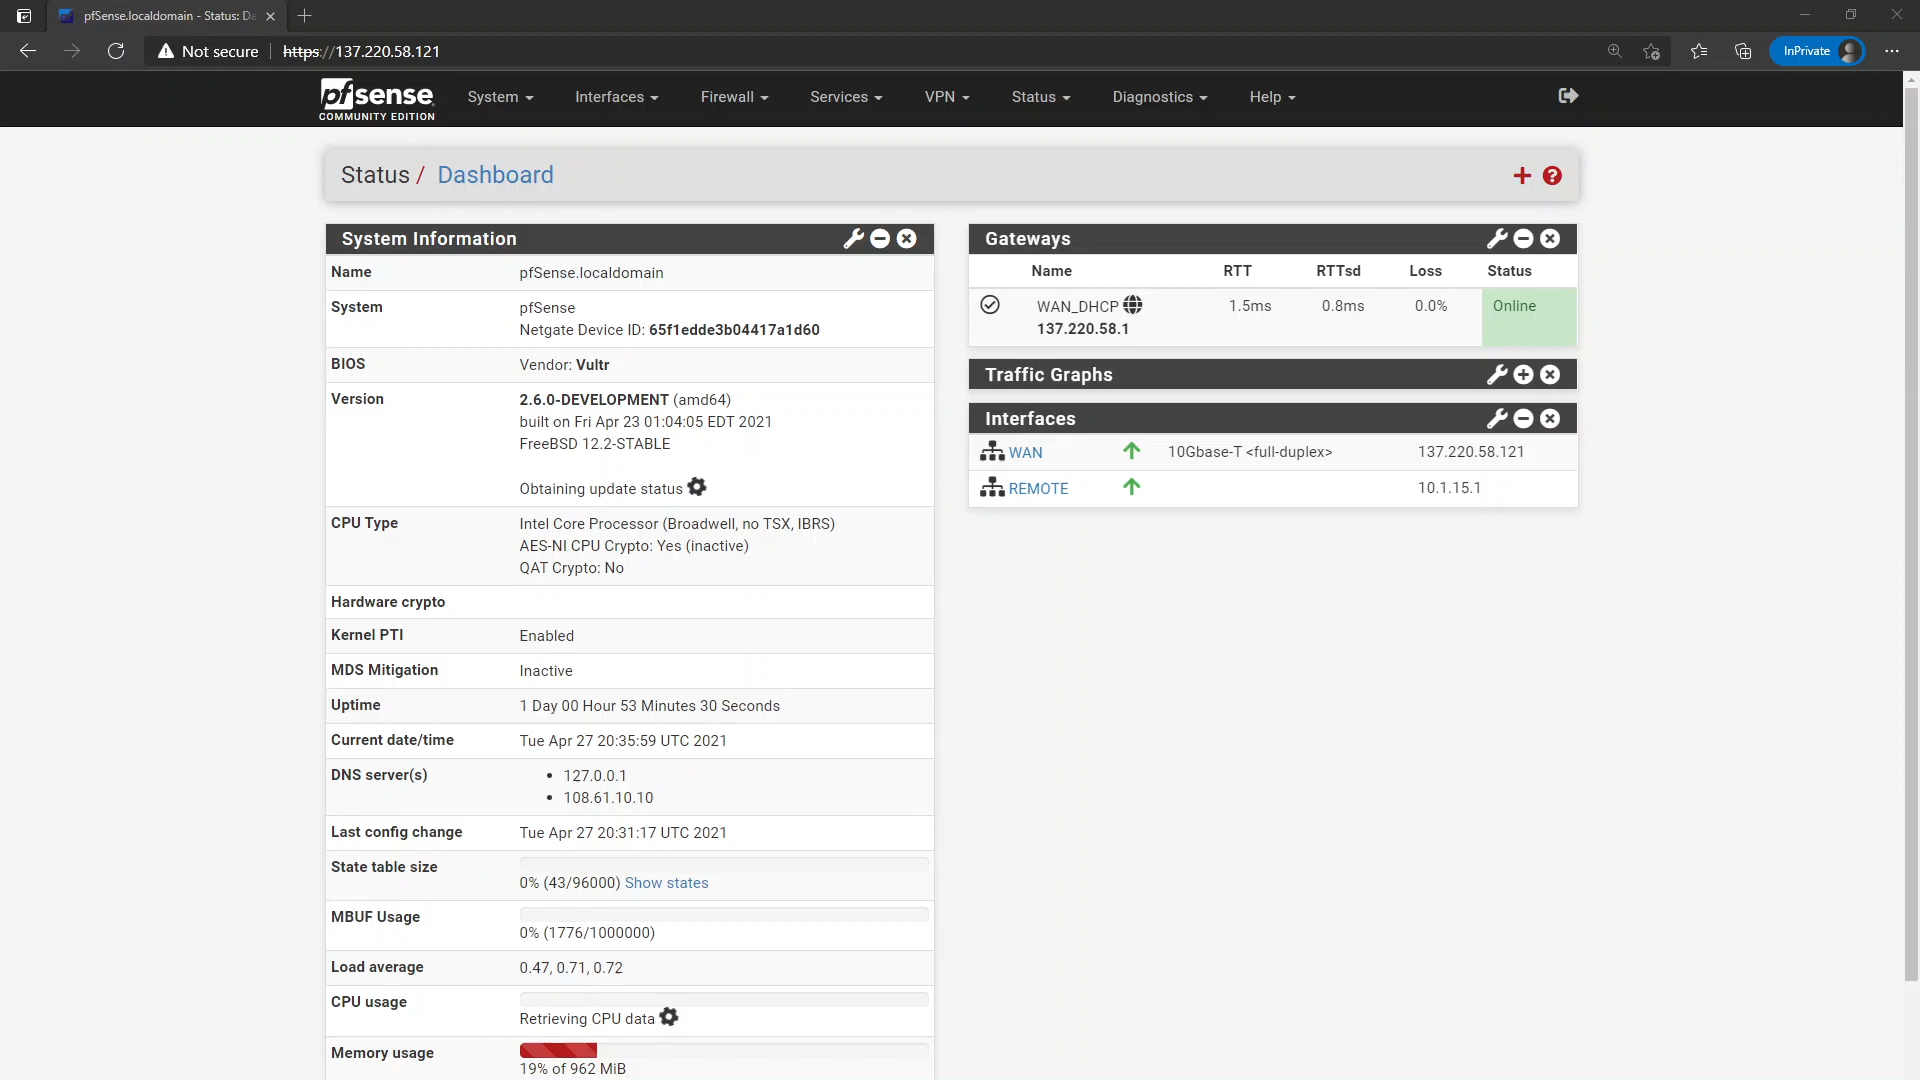 pfSense.localdomain - Status: Da
Not secure
https://137.220.58.121
InPrivate
pfsense
COMMUNITY EDITION
System
Interfaces
Firewall
Services
VPN
Status
Diagnostics
Help
Status / Dashboard
System Information
Name pfSense.localdomain
System pfSense
Netgate Device ID: 65f1edde3b04417a1d60
BIOS Vendor: Vultr
Version 2.6.0-DEVELOPMENT (amd64)
built on Fri Apr 23 01:04:05 EDT 2021
FreeBSD 12.2-STABLE
Obtaining update status
CPU Type Intel Core Processor (Broadwell, no TSX, IBRS)
AES-NI CPU Crypto: Yes (inactive)
QAT Crypto: No
Hardware crypto
Kernel PTI Enabled
MDS Mitigation Inactive
Uptime 1 Day 00 Hour 53 Minutes 30 Seconds
Current date/time Tue Apr 27 20:35:59 UTC 2021
DNS server(s) • 127.0.0.1
• 108.61.10.10
Last config change Tue Apr 27 20:31:17 UTC 2021
State table size
0% (43/96000) Show states
MBUF Usage
0% (1776/1000000)
Load average 0.47, 0.71, 0.72
CPU usage
Retrieving CPU data
Memory usage
19% of 962 MiB
Gateways
Name RTT RTTsd Loss Status
WAN_DHCP 1.5ms 0.8ms 0.0% Online
137.220.58.1
Traffic Graphs
Interfaces
WAN 10Gbase-T <full-duplex> 137.220.58.121
REMOTE 10.1.15.1